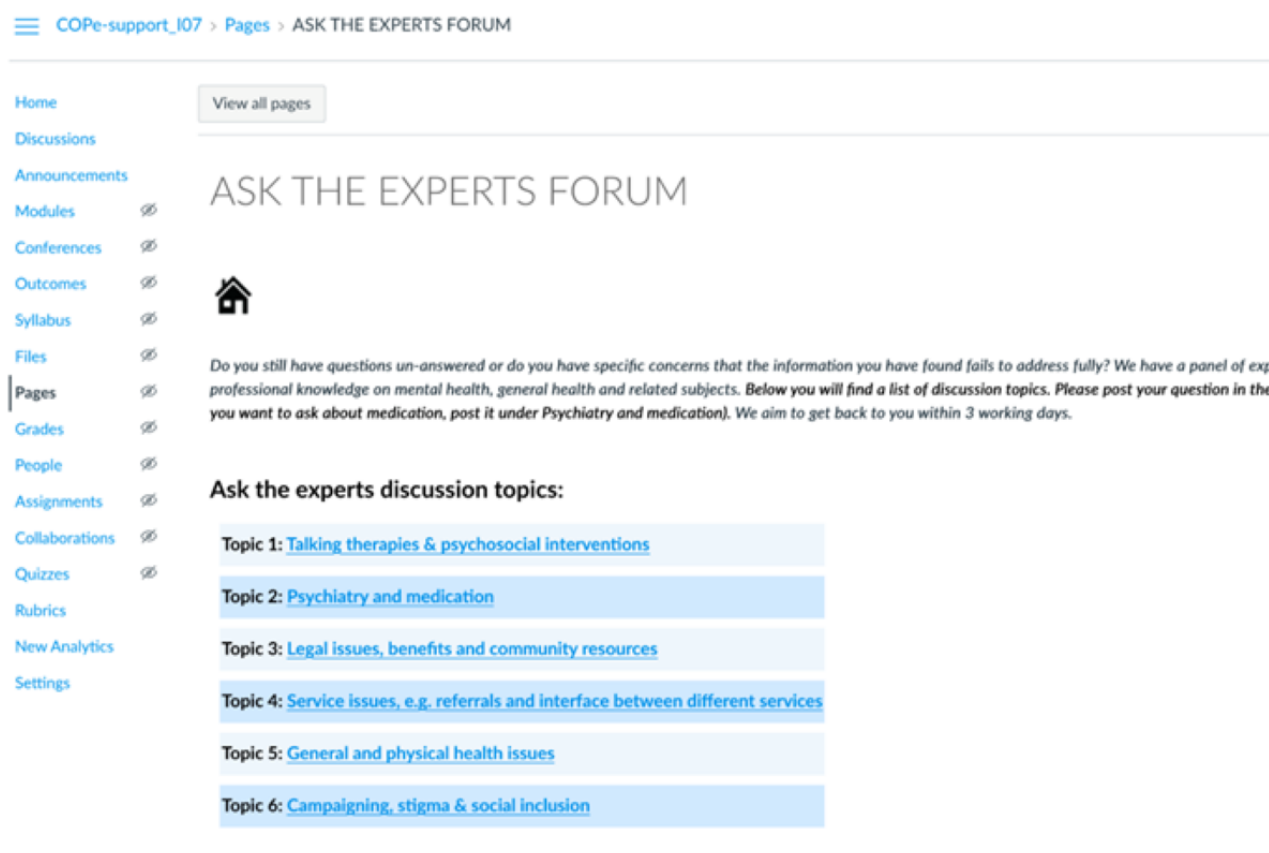 COPe-support_I07 > Pages > ASK THE EXPERTS FORUM
Home
Discussions
Announcements
Modules
Conferences
Outcomes
Syllabus
Files
Pages
Grades
People
Assignments
Collaborations
Quizzes
Rubrics
New Analytics
Settings
View all pages
ASK THE EXPERTS FORUM
Do you still have questions un-answered or do you have specific concerns that the information you have found fails to address fully? We have a panel of
professional knowledge on mental health, general health and related subjects. Below you will find a list of discussion topics. Please post your question in the
you want to ask about medication, post it under Psychiatry and medication). We aim to get back to you within 3 working days.
Ask the experts discussion topics:
Topic 1: Talking therapies & psychosocial interventions
Topic 2: Psychiatry and medication
Topic 3: Legal issues, benefits and community resources
Topic 4: Service issues, e.g. referrals and interface between different services
Topic 5: General and physical health issues
Topic 6: Campaigning, stigma & social inclusion